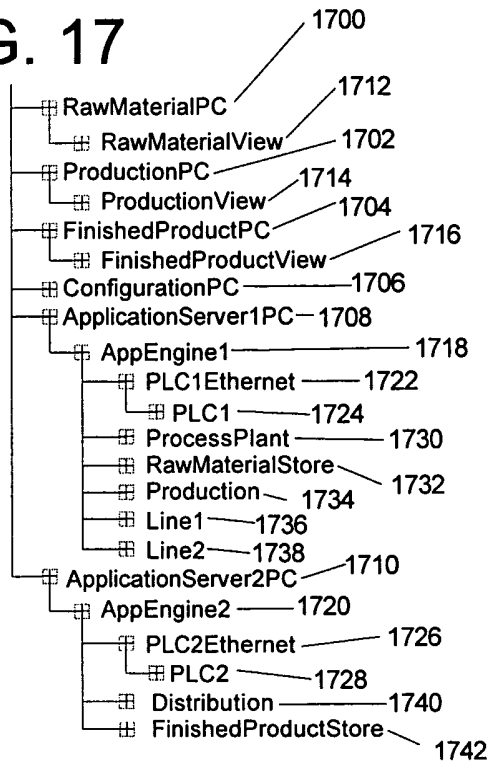 G. 17
1700
RawMaterialPC
1712
RawMaterialView
1702
ProductionPC
1714
ProductionView
1704
FinishedProductPC
1716
FinishedProductView
ConfigurationPC 1706
ApplicationServer1PC 1708
AppEngine1 1718
PLC1Ethernet 1722
PLC1 1724
ProcessPlant 1730
RawMaterialStore 1732
Production 1734
Line1 1736
Line2 1738
ApplicationServer2PC 1710
AppEngine2 1720
PLC2Ethernet 1726
PLC2 1728
Distribution 1740
FinishedProductStore 1742